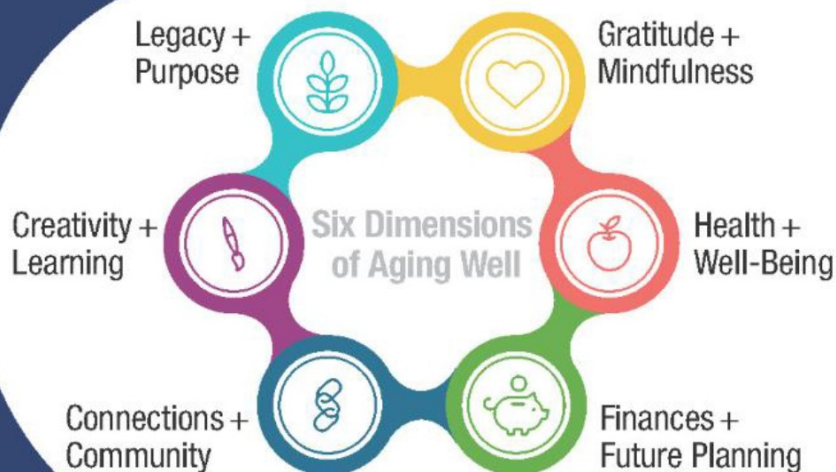 Legacy +
Purpose
Gratitude +
Mindfulness
Creativity +
Learning
Six Dimensions
of Aging Well
Health +
Well-Being
Connections +
Community
Finances +
Future Planning